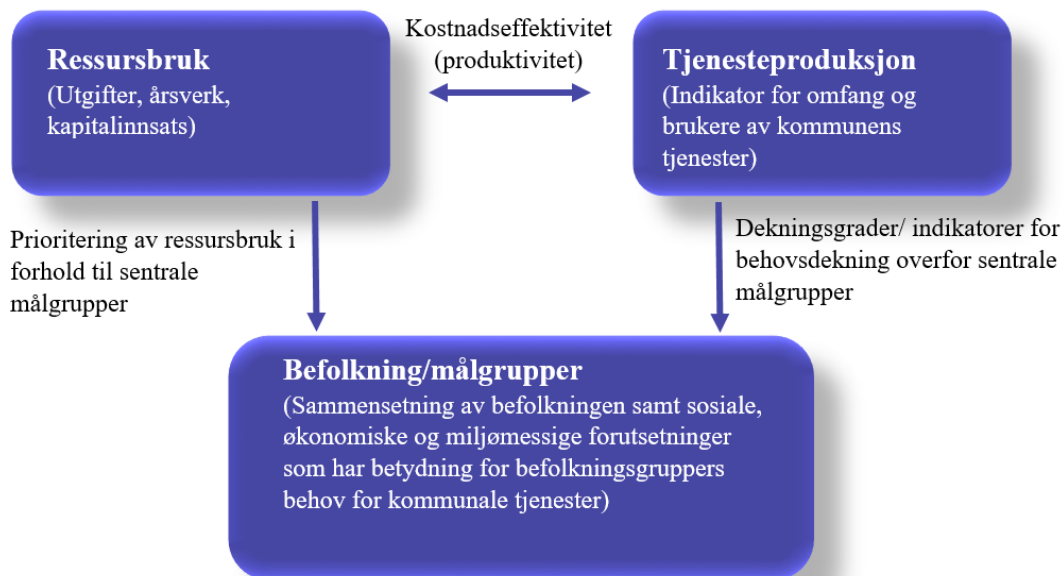 Kostnadseffektivitet
(produktivitet)
Ressursbruk
(Utgifter, årsverk,
kapitalinnsats)
Tjenesteproduksjon
(Indikator for omfang og
brukere av kommunens
tjenester)
Prioritering av ressursbruk i
forhold til sentrale
målgrupper
Dekningsgrader/ indikatorer for
behovsdekning overfor sentrale
målgrupper
Befolkning/målgrupper
(Sammensetning av befolkningen samt sosiale,
økonomiske og miljømessige forutsetninger
som har betydning for befolkningsgruppers
behov for kommunale tjenester)